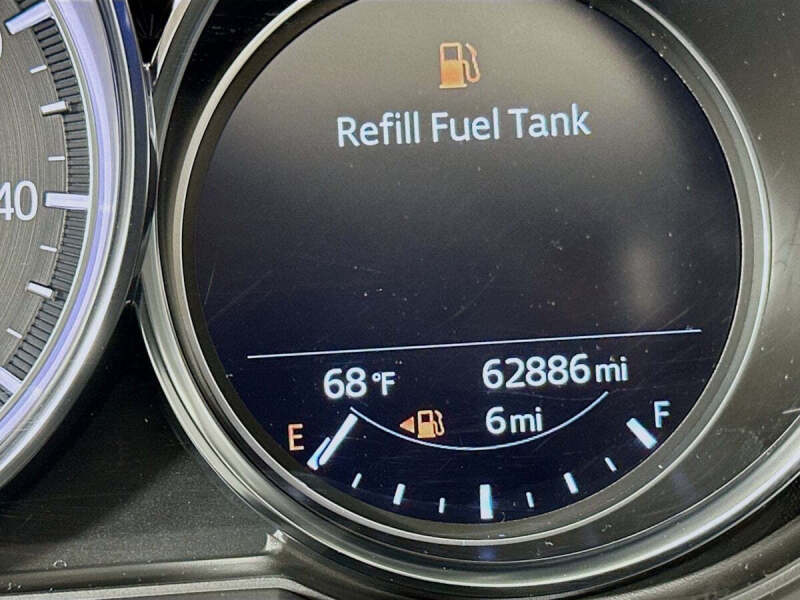 Refill Fuel Tank
40
68 °F 62886 mi
E 6 mi F